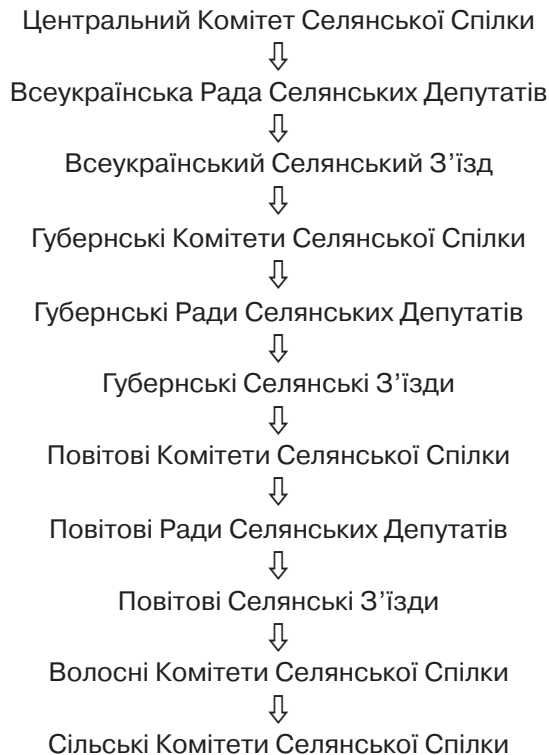 Центральний Комітет Селянської Спілки
⇩
Всеукраїнська Рада Селянських Депутатів
⇩
Всеукраїнський Селянський З’їзд
⇩
Губернські Комітети Селянської Спілки
⇩
Губернські Ради Селянських Депутатів
⇩
Губернські Селянські З’їзди
⇩
Повітові Комітети Селянської Спілки
⇩
Повітові Ради Селянських Депутатів
⇩
Повітові Селянські З’їзди
⇩
Волосні Комітети Селянської Спілки
⇩
Сільські Комітети Селянської Спілки